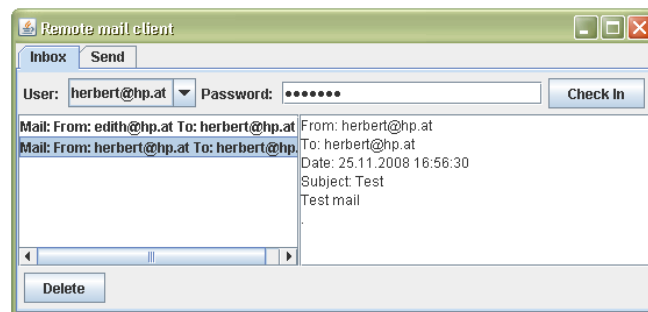 Remote mail client
Inbox Send
User: herbert@hp.at Password: ●●●●●●● Check In
Mail: From: edith@hp.at To: herbert@hp.at
Mail: From: herbert@hp.at To: herbert@hp.
From: herbert@hp.at
To: herbert@hp.at
Date: 25.11.2008 16:56:30
Subject: Test
Test mail
.
Delete